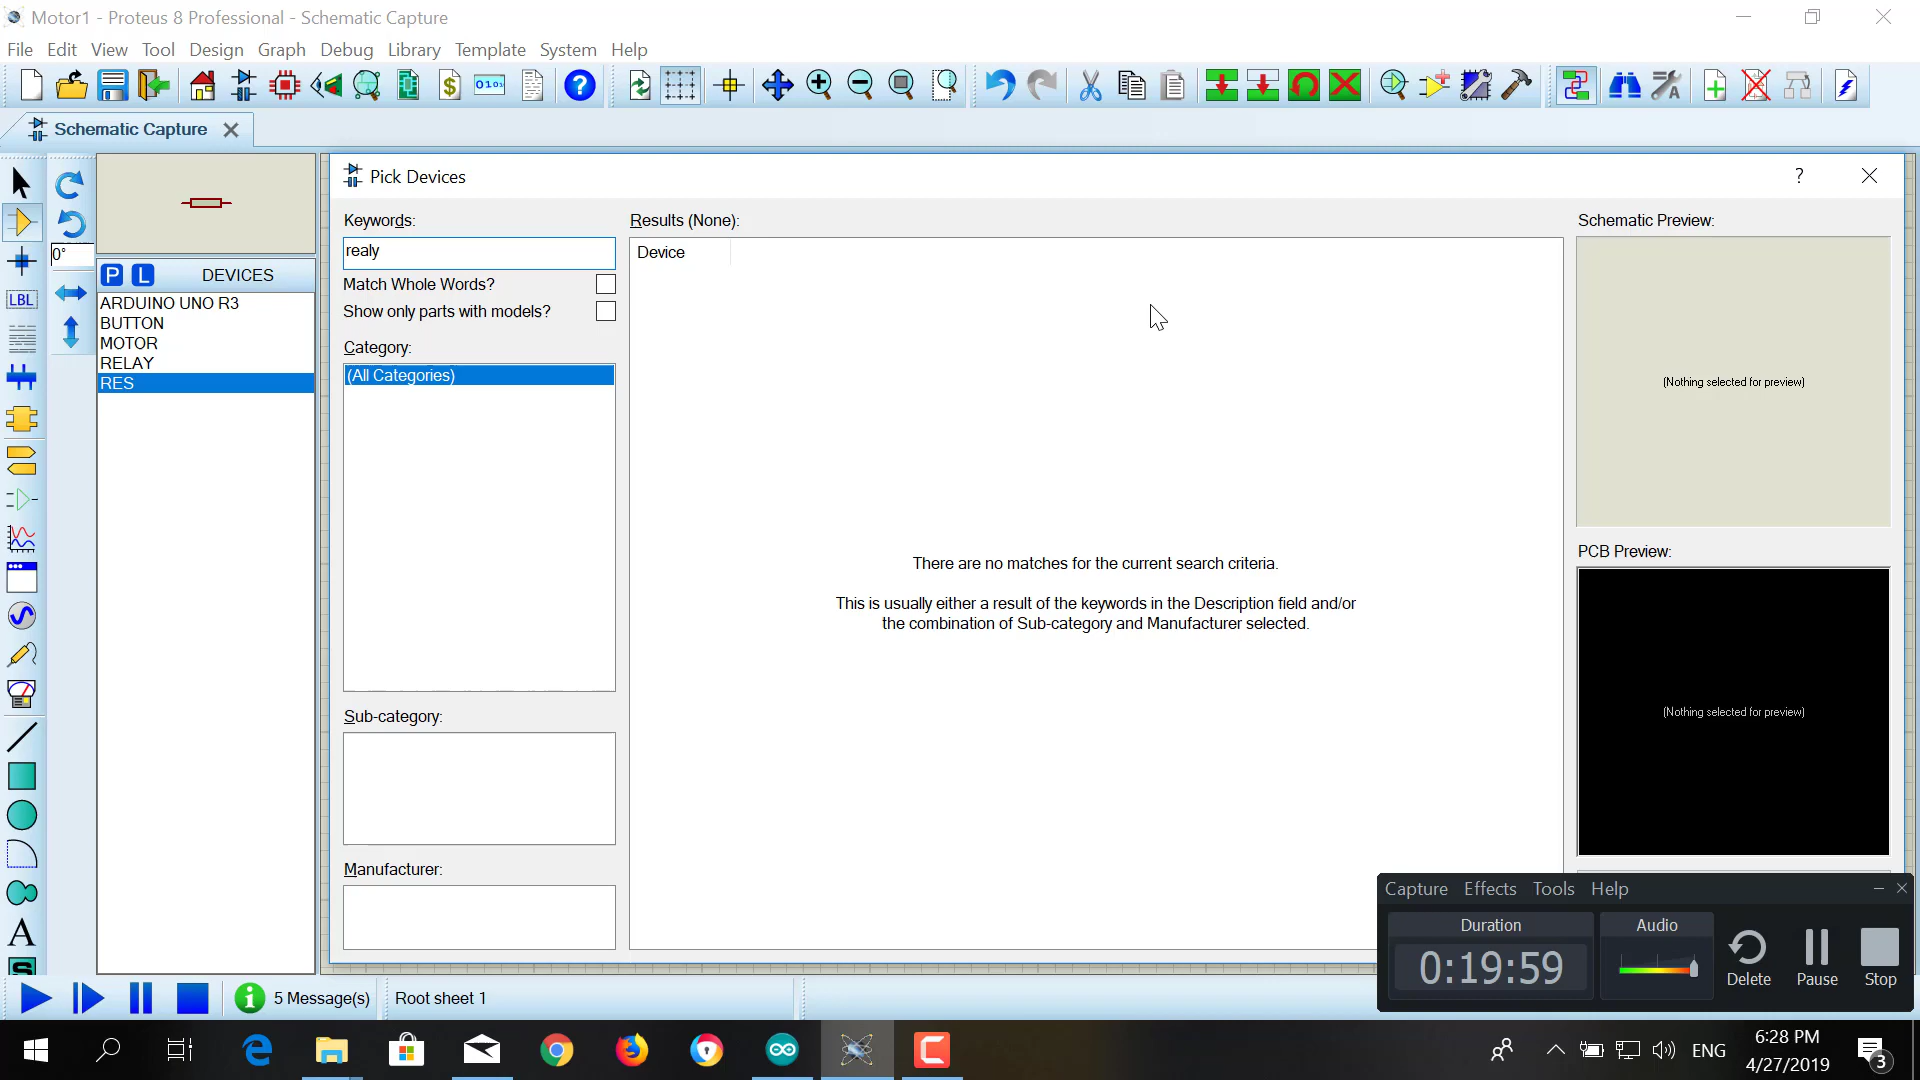 Motor1 - Proteus 8 Professional - Schematic Capture
File Edit View Tool Design Graph Debug Library Template System Help
Schematic Capture
Pick Devices
Keywords:
realy
Match Whole Words?
Show only parts with models?
Category:
(All Categories)
Sub-category:
Manufacturer:
Results (None):
Device
There are no matches for the current search criteria.
This is usually either a result of the keywords in the Description field and/or
the combination of Sub-category and Manufacturer selected.
Schematic Preview:
(Nothing selected for preview)
PCB Preview:
(Nothing selected for preview)
0°
LBL
A
S
P L DEVICES
ARDUINO UNO R3
BUTTON
MOTOR
RELAY
RES
Capture Effects Tools Help
Duration
0:19:59
Audio
Delete
Pause
Stop
5 Message(s)
Root sheet 1
ENG
6:28 PM
4/27/2019
3